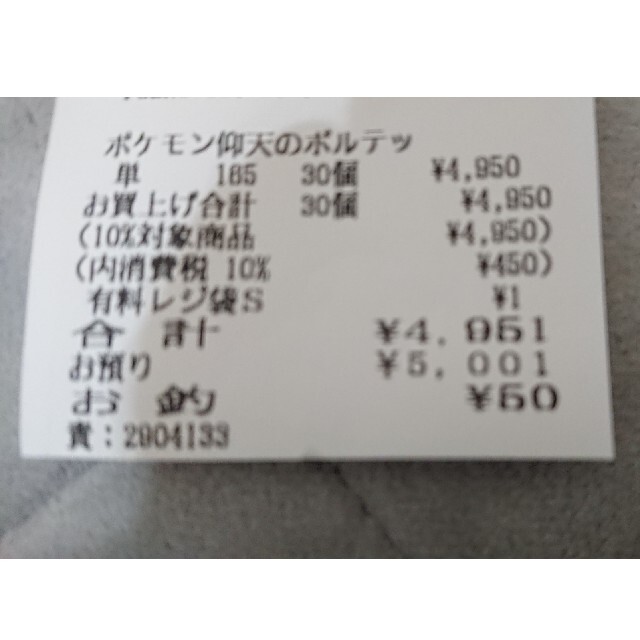 ポケモン仰天のボルテッ
単 165 30個 ¥4,950
お買上げ合計 30個 ¥4,950
(10%対象商品 ¥4,950)
(内消費税 10% ¥450)
有料レジ袋S ¥1
合 計 ¥4,951
お預り ¥5,001
お 釣 ¥50
責:2904133